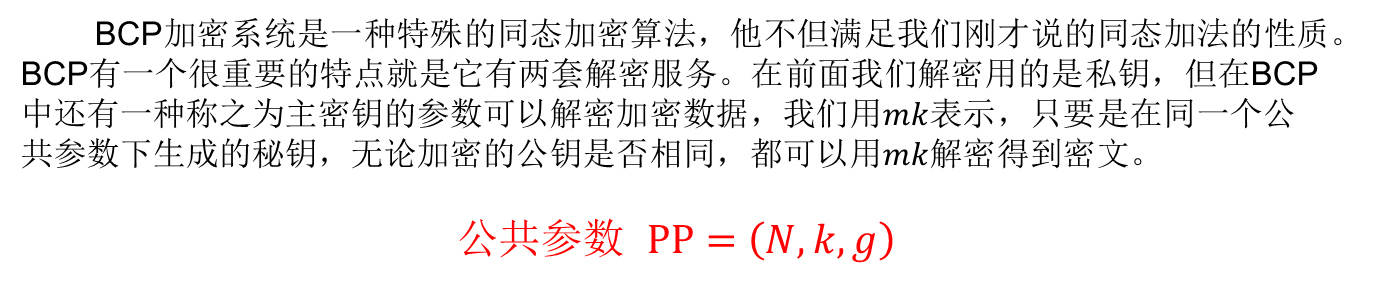 BCP加密系统是一种特殊的同态加密算法，他不但满足我们刚才说的同态加法的性质。
BCP有一个很重要的特点就是它有两套解密服务。在前面我们解密用的是私钥，但在BCP
中还有一种称之为主密钥的参数可以解密加密数据，我们用mk表示，只要是在同一个公
共参数下生成的秘钥，无论加密的公钥是否相同，都可以用mk解密得到密文。
公共参数 PP = (N, k, g)